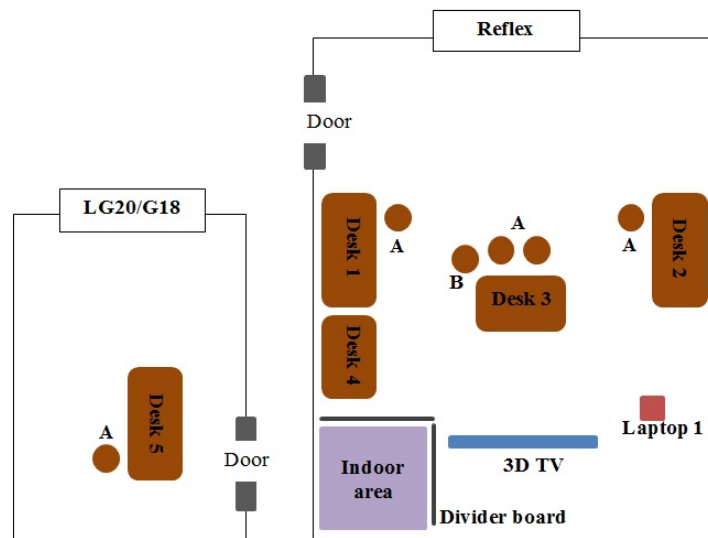 Reflex
Door
LG20/G18
Desk 1
A
A
B
Desk 3
A
Desk 2
Desk 4
A
Desk 5
Door
Laptop 1
3D TV
Indoor
area
Divider board